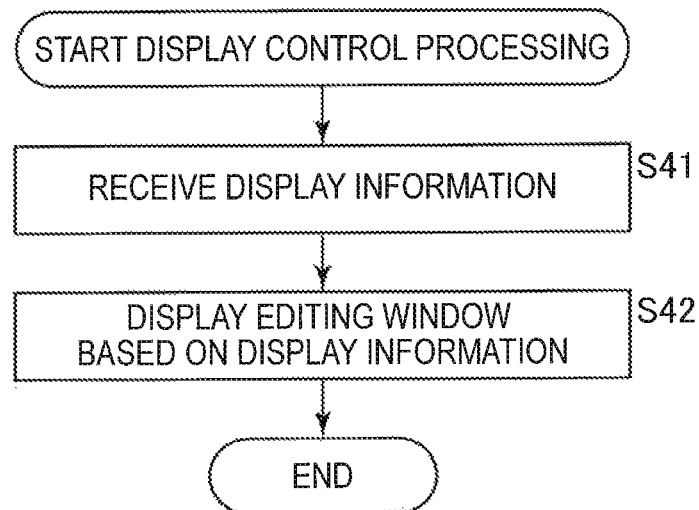 START DISPLAY CONTROL PROCESSING
RECEIVE DISPLAY INFORMATION
S41
DISPLAY EDITING WINDOW
BASED ON DISPLAY INFORMATION
S42
END